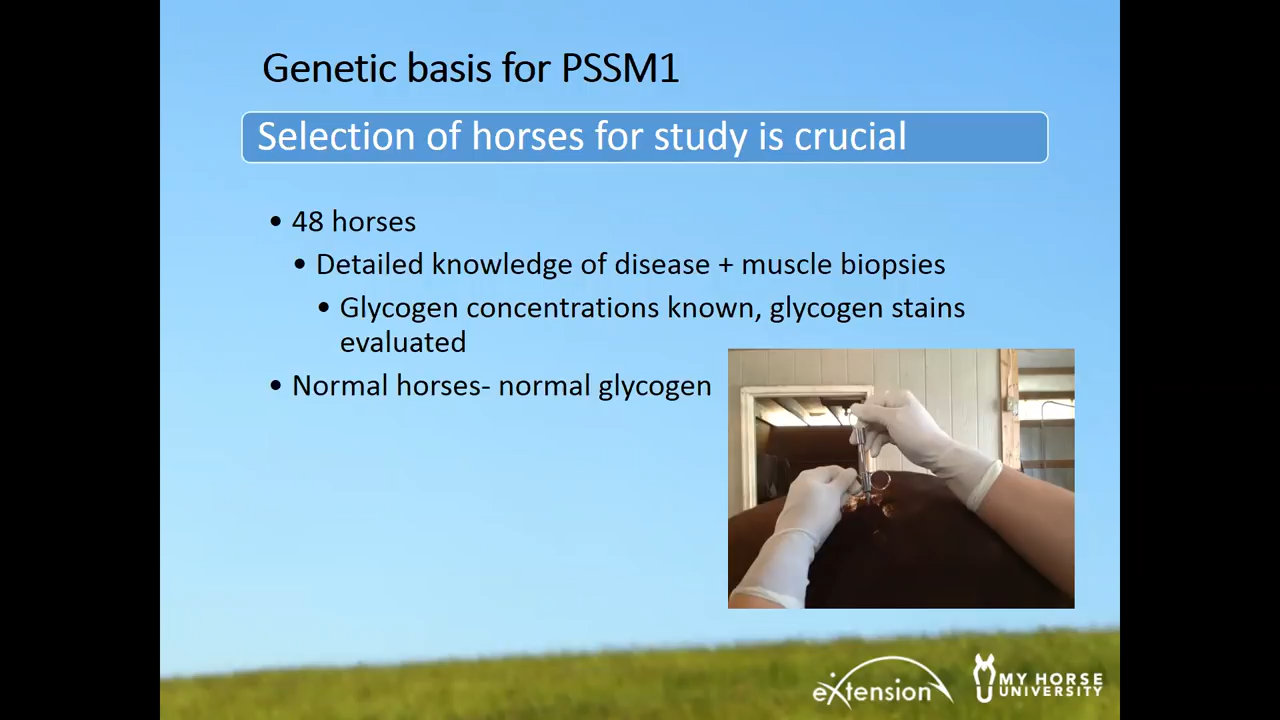 Genetic basis for PSSM1
Selection of horses for study is crucial
• 48 horses
• Detailed knowledge of disease + muscle biopsies
• Glycogen concentrations known, glycogen stains
evaluated
• Normal horses- normal glycogen
eXtension
MY HORSE
UNIVERSITY